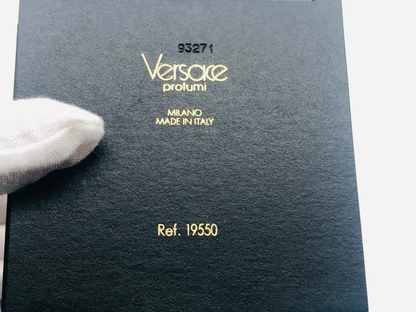 93271
Versace
profumi
MILANO
MADE IN ITALY
Ref. 19550